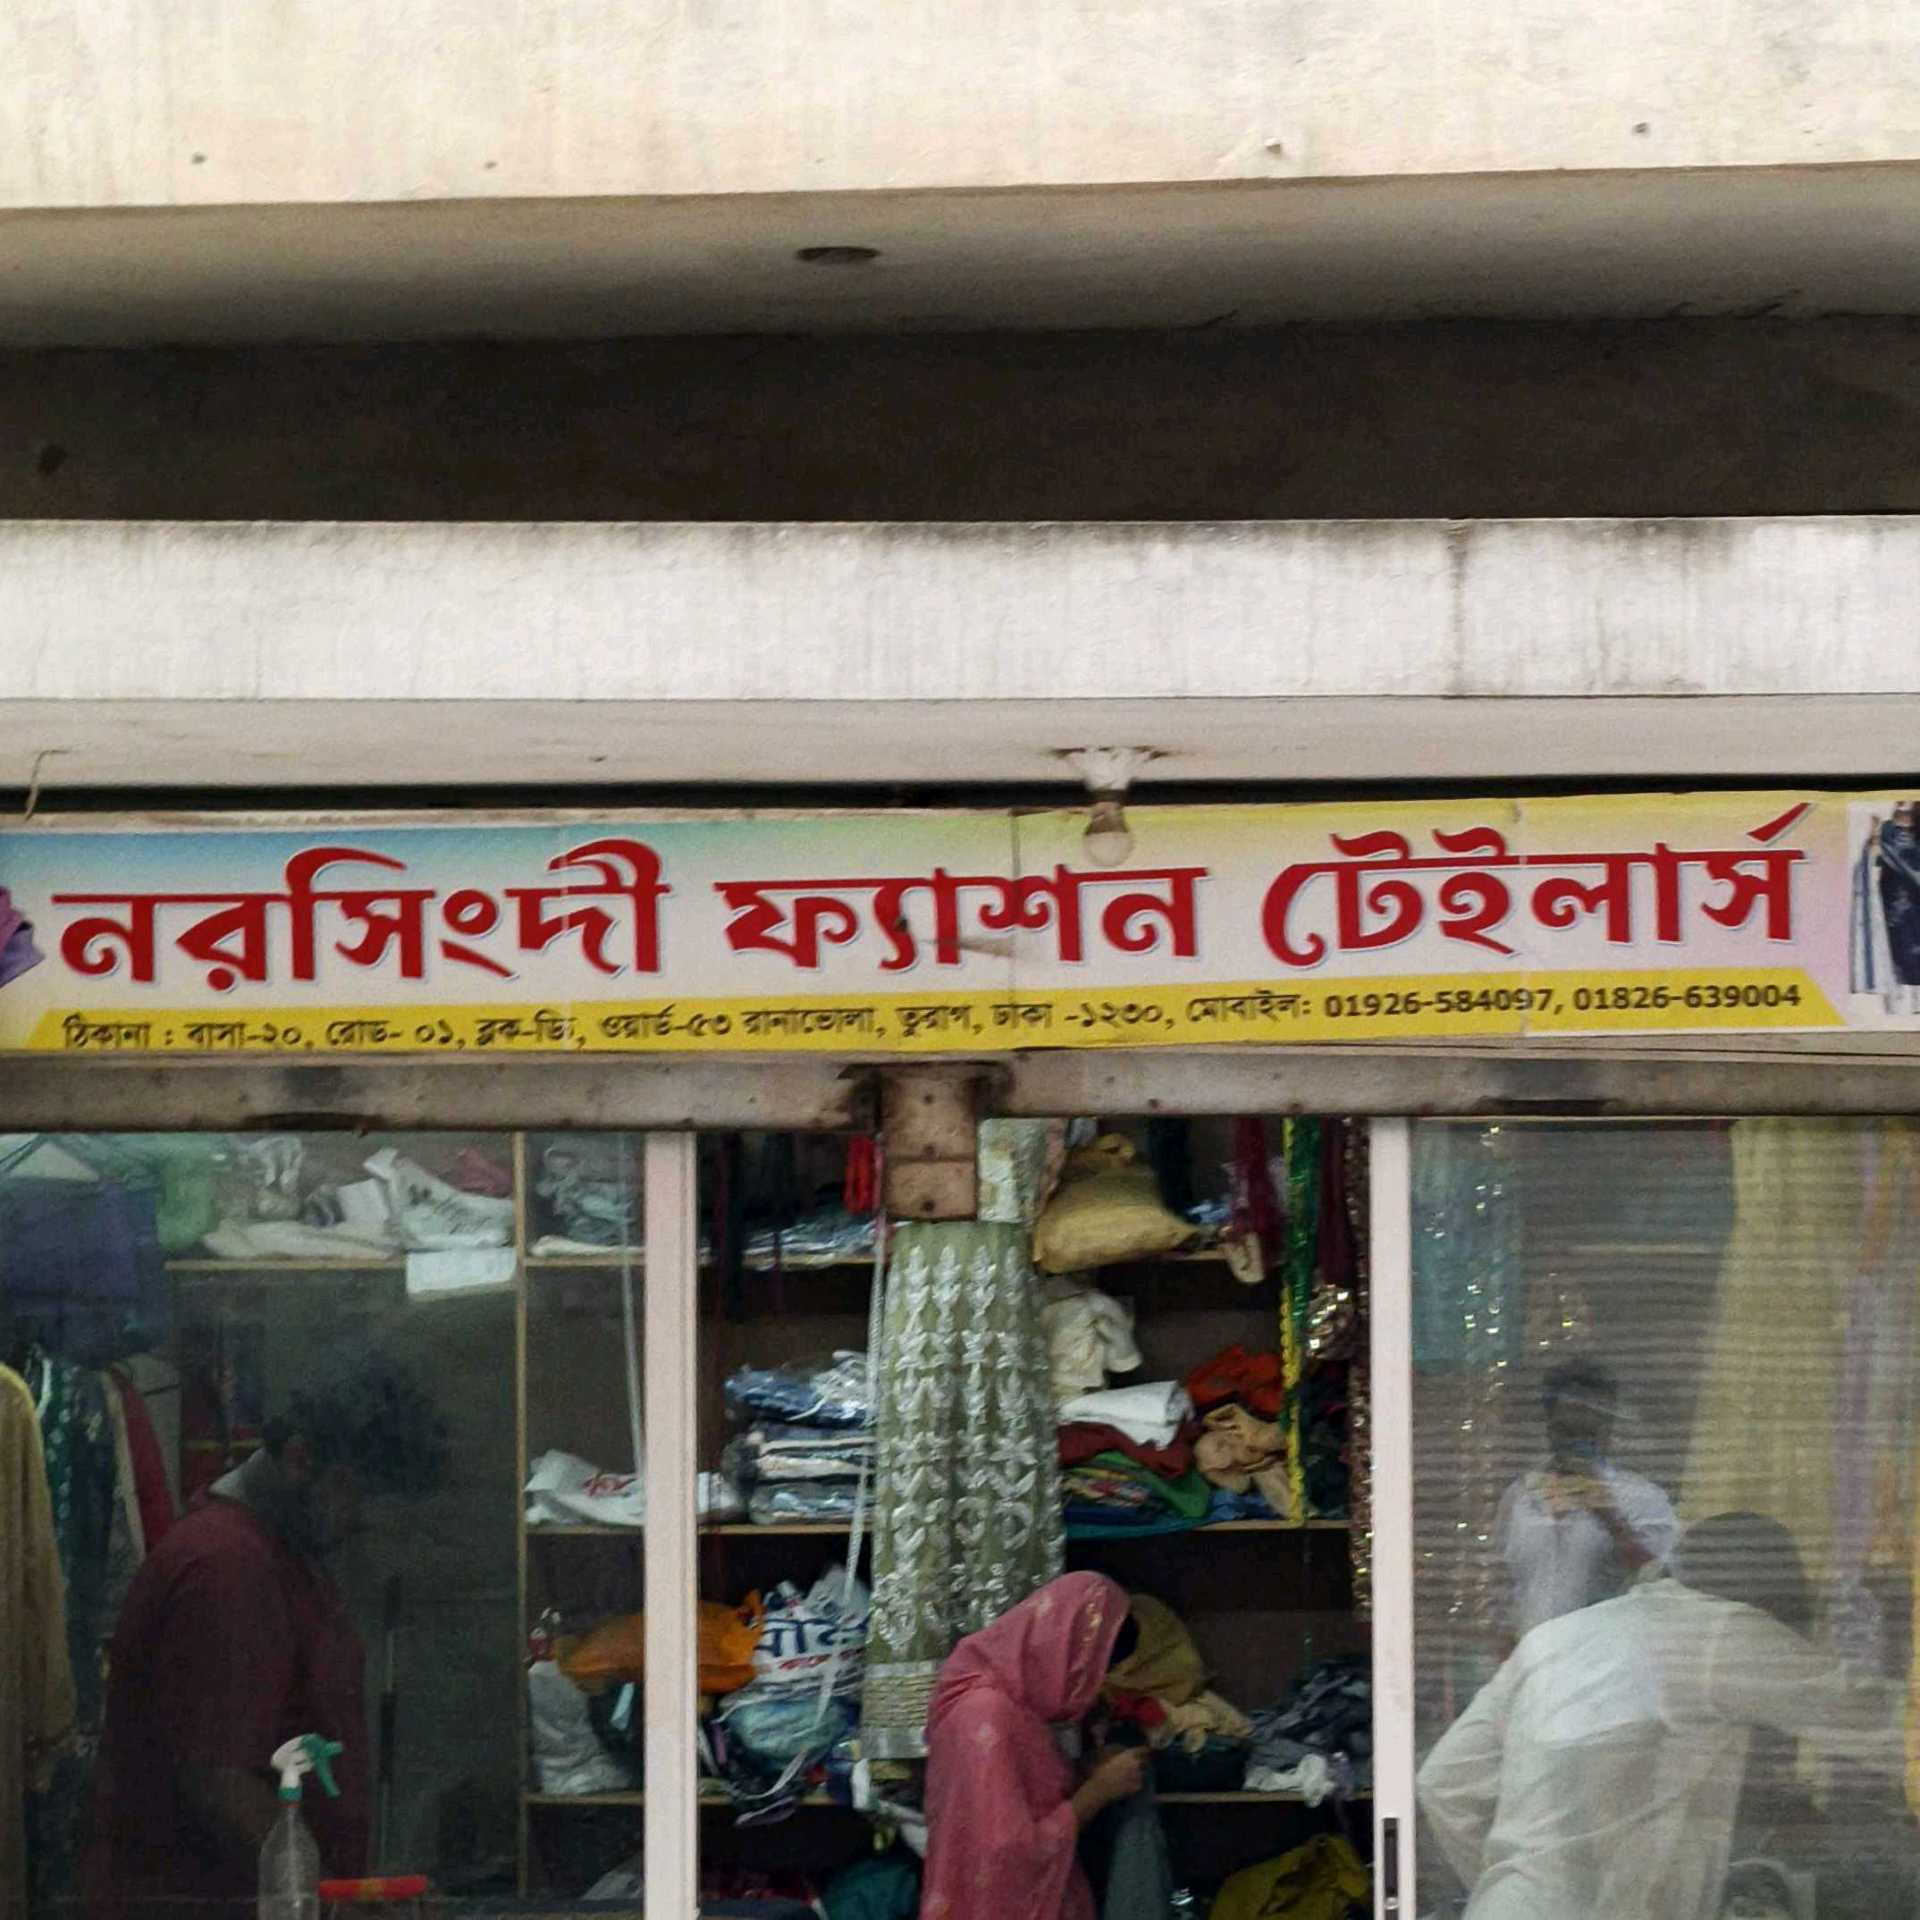 নরসিংদী ফ্যাশন টেইলার্স
ঠিকানা : বাসা-২০, রোড- ০১, ব্লক-ডি, ওয়ার্ড-৫৩ রানাভোলা, তুরাগ, ঢাকা -১২৩০, মোবাইল: 01926-584097, 01826-639004